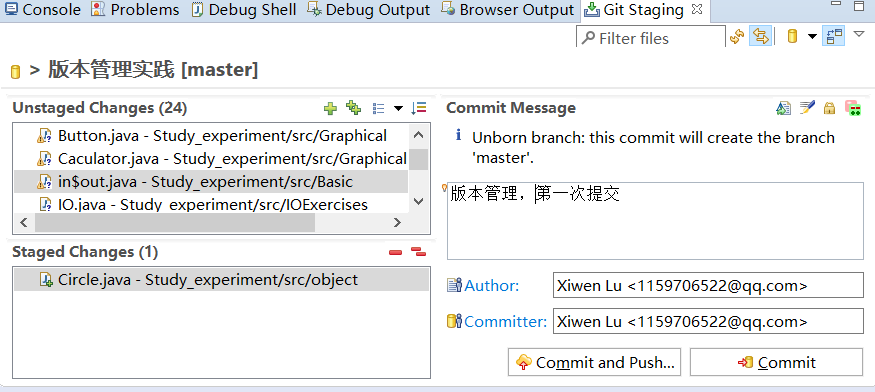 Console Problems Debug Shell Debug Output Browser Output Git Staging
Filter files
> 版本管理实践 [master]
Unstaged Changes (24)
Button.java - Study_experiment/src/Graphical
Caculator.java - Study_experiment/src/Graphical
in$out.java - Study_experiment/src/Basic
IO.java - Study_experiment/src/IOExercises
Staged Changes (1)
Circle.java - Study_experiment/src/object
Commit Message
Unborn branch: this commit will create the branch
'master'.
版本管理，第一次提交
Author: Xiwen Lu <1159706522@qq.com>
Committer: Xiwen Lu <1159706522@qq.com>
Commit and Push... Commit